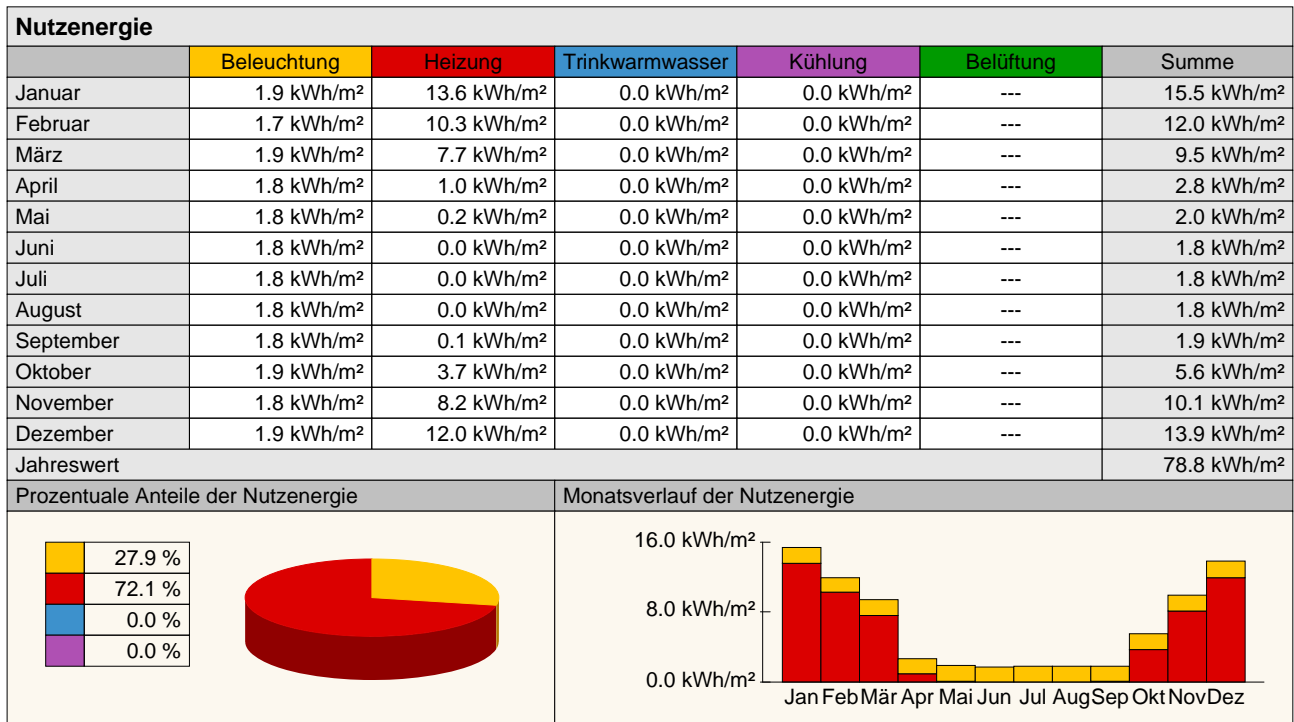 Nutzenergie
Beleuchtung Heizung Trinkwarmwasser Kühlung Belüftung Summe
Januar 1.9 kWh/m² 13.6 kWh/m² 0.0 kWh/m² 0.0 kWh/m² --- 15.5 kWh/m²
Februar 1.7 kWh/m² 10.3 kWh/m² 0.0 kWh/m² 0.0 kWh/m² --- 12.0 kWh/m²
März 1.9 kWh/m² 7.7 kWh/m² 0.0 kWh/m² 0.0 kWh/m² --- 9.5 kWh/m²
April 1.8 kWh/m² 1.0 kWh/m² 0.0 kWh/m² 0.0 kWh/m² --- 2.8 kWh/m²
Mai 1.8 kWh/m² 0.2 kWh/m² 0.0 kWh/m² 0.0 kWh/m² --- 2.0 kWh/m²
Juni 1.8 kWh/m² 0.0 kWh/m² 0.0 kWh/m² 0.0 kWh/m² --- 1.8 kWh/m²
Juli 1.8 kWh/m² 0.0 kWh/m² 0.0 kWh/m² 0.0 kWh/m² --- 1.8 kWh/m²
August 1.8 kWh/m² 0.0 kWh/m² 0.0 kWh/m² 0.0 kWh/m² --- 1.8 kWh/m²
September 1.8 kWh/m² 0.1 kWh/m² 0.0 kWh/m² 0.0 kWh/m² --- 1.9 kWh/m²
Oktober 1.9 kWh/m² 3.7 kWh/m² 0.0 kWh/m² 0.0 kWh/m² --- 5.6 kWh/m²
November 1.8 kWh/m² 8.2 kWh/m² 0.0 kWh/m² 0.0 kWh/m² --- 10.1 kWh/m²
Dezember 1.9 kWh/m² 12.0 kWh/m² 0.0 kWh/m² 0.0 kWh/m² --- 13.9 kWh/m²
Jahreswert 78.8 kWh/m²
Prozentuale Anteile der Nutzenergie
27.9 %
72.1 %
0.0 %
0.0 %
Monatsverlauf der Nutzenergie
16.0 kWh/m²
8.0 kWh/m²
0.0 kWh/m²
Jan Feb Mär Apr Mai Jun Jul Aug Sep Okt Nov Dez